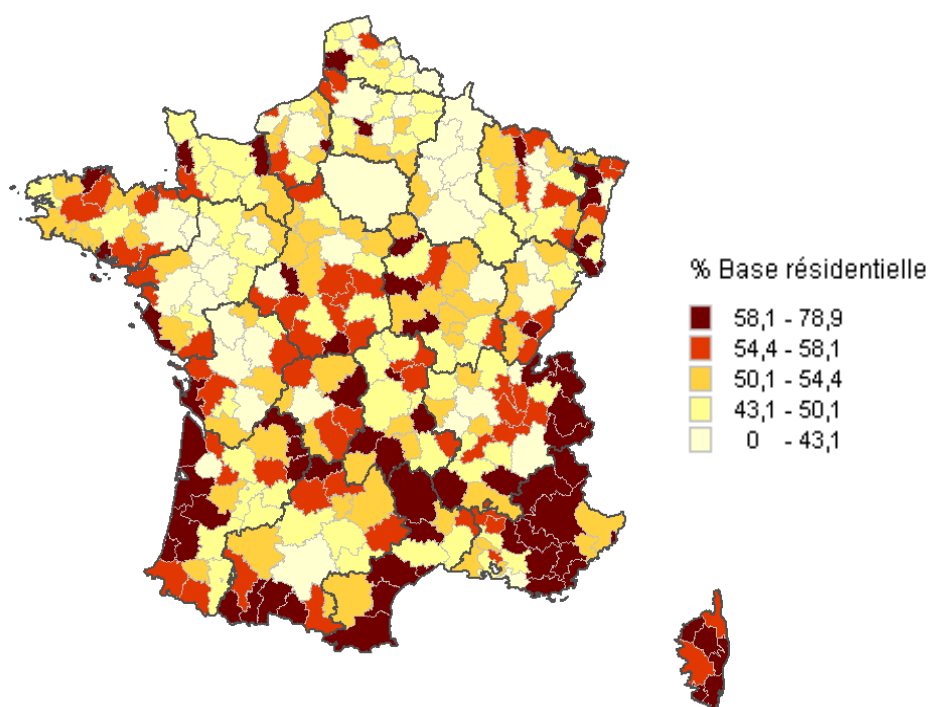 % Base résidentielle
58,1 - 78,9
54,4 - 58,1
50,1 - 54,4
43,1 - 50,1
0 - 43,1